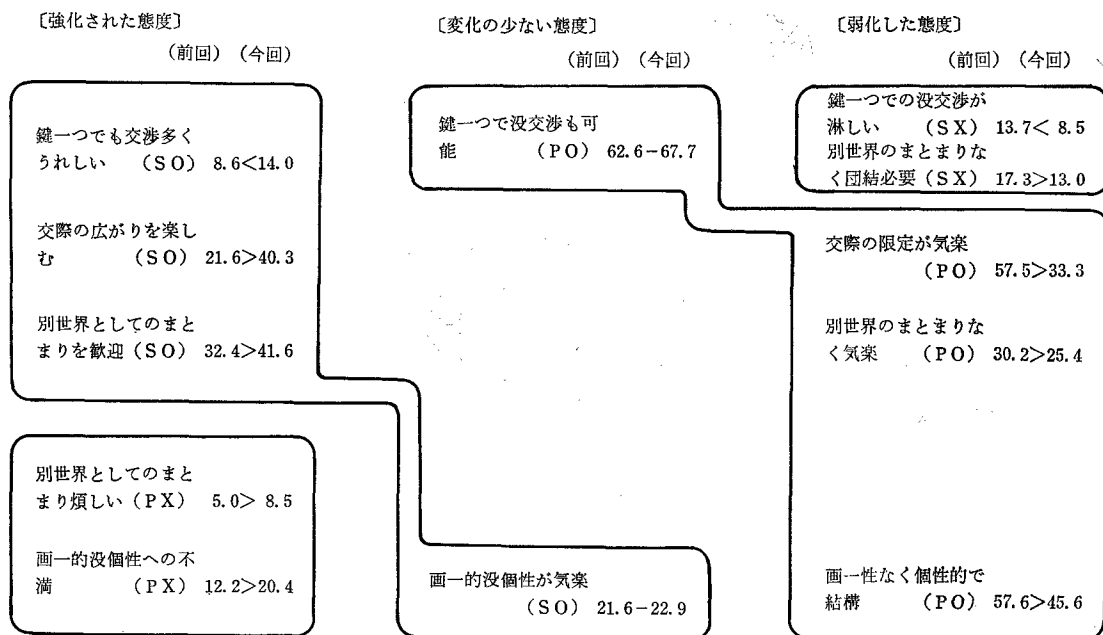 〔強化された態度〕
(前回) (今回)
鍵一つでも交渉多く
うれしい (SO) 8.6<14.0
交際の広がりを楽し
む (SO) 21.6>40.3
別世界としてのまと
まりを歓迎 (SO) 32.4>41.6
別世界としてのまと
まり煩しい (PX) 5.0> 8.5
画一的没個性への不
満 (PX) 12.2>20.4
〔変化の少ない態度〕
(前回) (今回)
鍵一つで没交渉も可
能 (PO) 62.6-67.7
画一的没個性が気楽
(SO) 21.6-22.9
〔弱化した態度〕
(前回) (今回)
鍵一つでの没交渉が
淋しい (SX) 13.7< 8.5
別世界のまとまりな
く団結必要 (SX) 17.3>13.0
交際の限定が気楽
(PO) 57.5>33.3
別世界のまとまりな
く気楽 (PO) 30.2>25.4
画一性なく個性的で
結構 (PO) 57.6>45.6